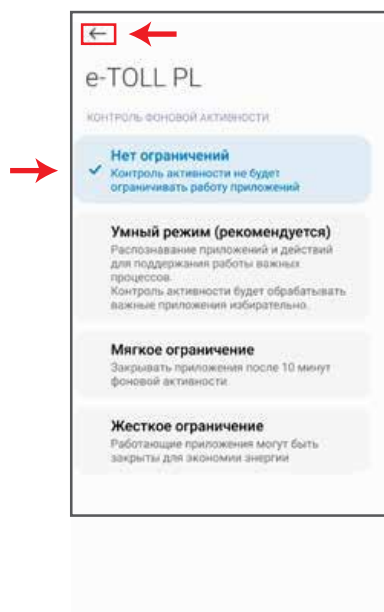 e-TOLL PL
КОНТРОЛЬ ФОНОВОЙ АКТИВНОСТИ
Нет ограничений
Контроль активности не будет
ограничивать работу приложений
Умный режим (рекомендуется)
Распознавание приложений и действий
для поддержания работы важных
процессов.
Контроль активности будет обрабатывать
важные приложения избирательно.
Мягкое ограничение
Закрывать приложения после 10 минут
фоновой активности
Жесткое ограничение
Работающие приложения могут быть
закрыты для экономии энергии